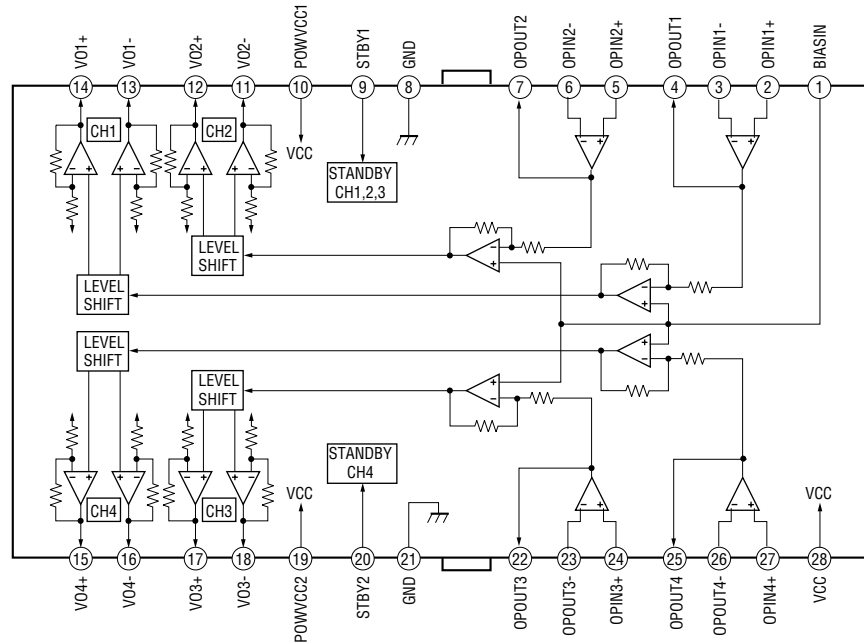 VO1+
VO1-
VO2+
VO2-
POWVCC1
STBY1
GND
OPOUT2
OPIN2-
OPIN2+
OPOUT1
OPIN1-
OPIN1+
BIASIN
14
13
12
11
10
9
8
7
6
5
4
3
2
1
CH1
CH2
VCC
STANDBY
CH1,2,3
- +
+ -
- +
+ -
- +
- +
LEVEL
SHIFT
-
+
LEVEL
SHIFT
-
+
LEVEL
SHIFT
+
-
LEVEL
SHIFT
+
-
STANDBY
CH4
- +
+ -
- +
+ -
- +
- +
CH4
CH3
VCC
VCC
15
16
17
18
19
20
21
22
23
24
25
26
27
28
VO4+
VO4-
VO3+
VO3-
POWVCC2
STBY2
GND
OPOUT3
OPOUT3-
OPIN3+
OPOUT4
OPOUT4-
OPIN4+
VCC